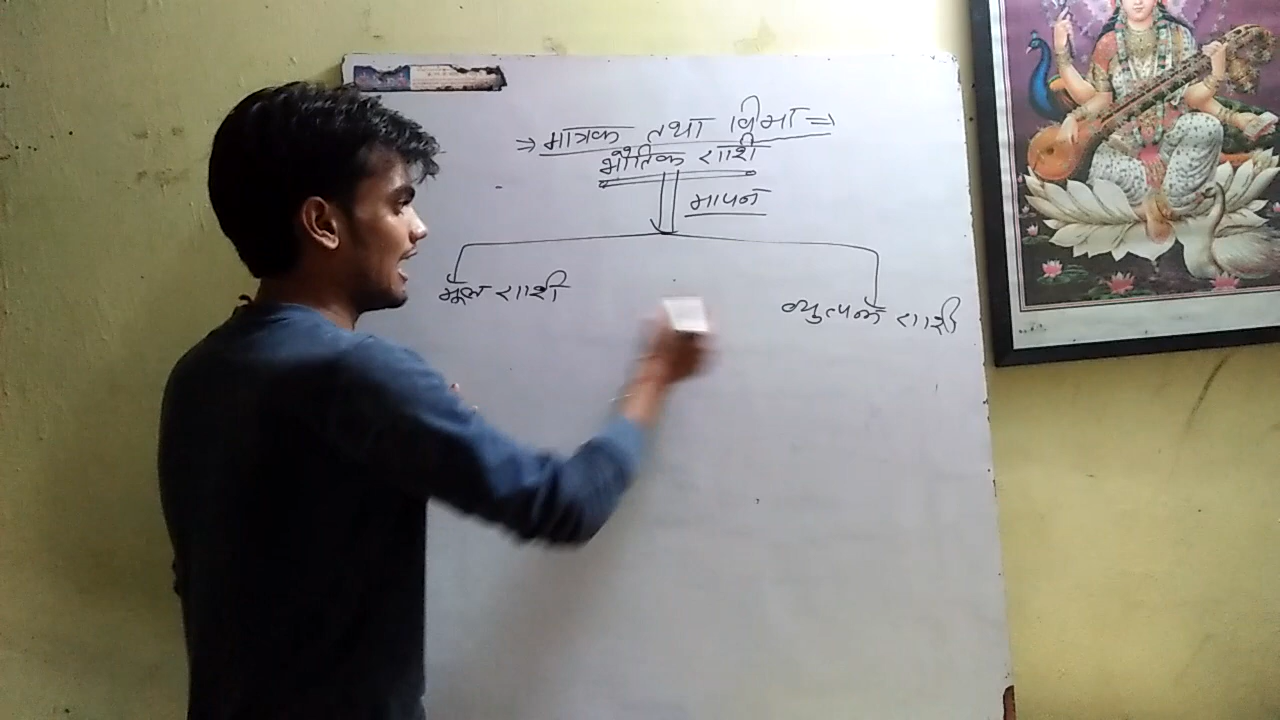 ⇒ मात्रक तथा विमा ⇒
भौतिक राशी
मापन
मूल राशी
व्युत्पन्न राशी